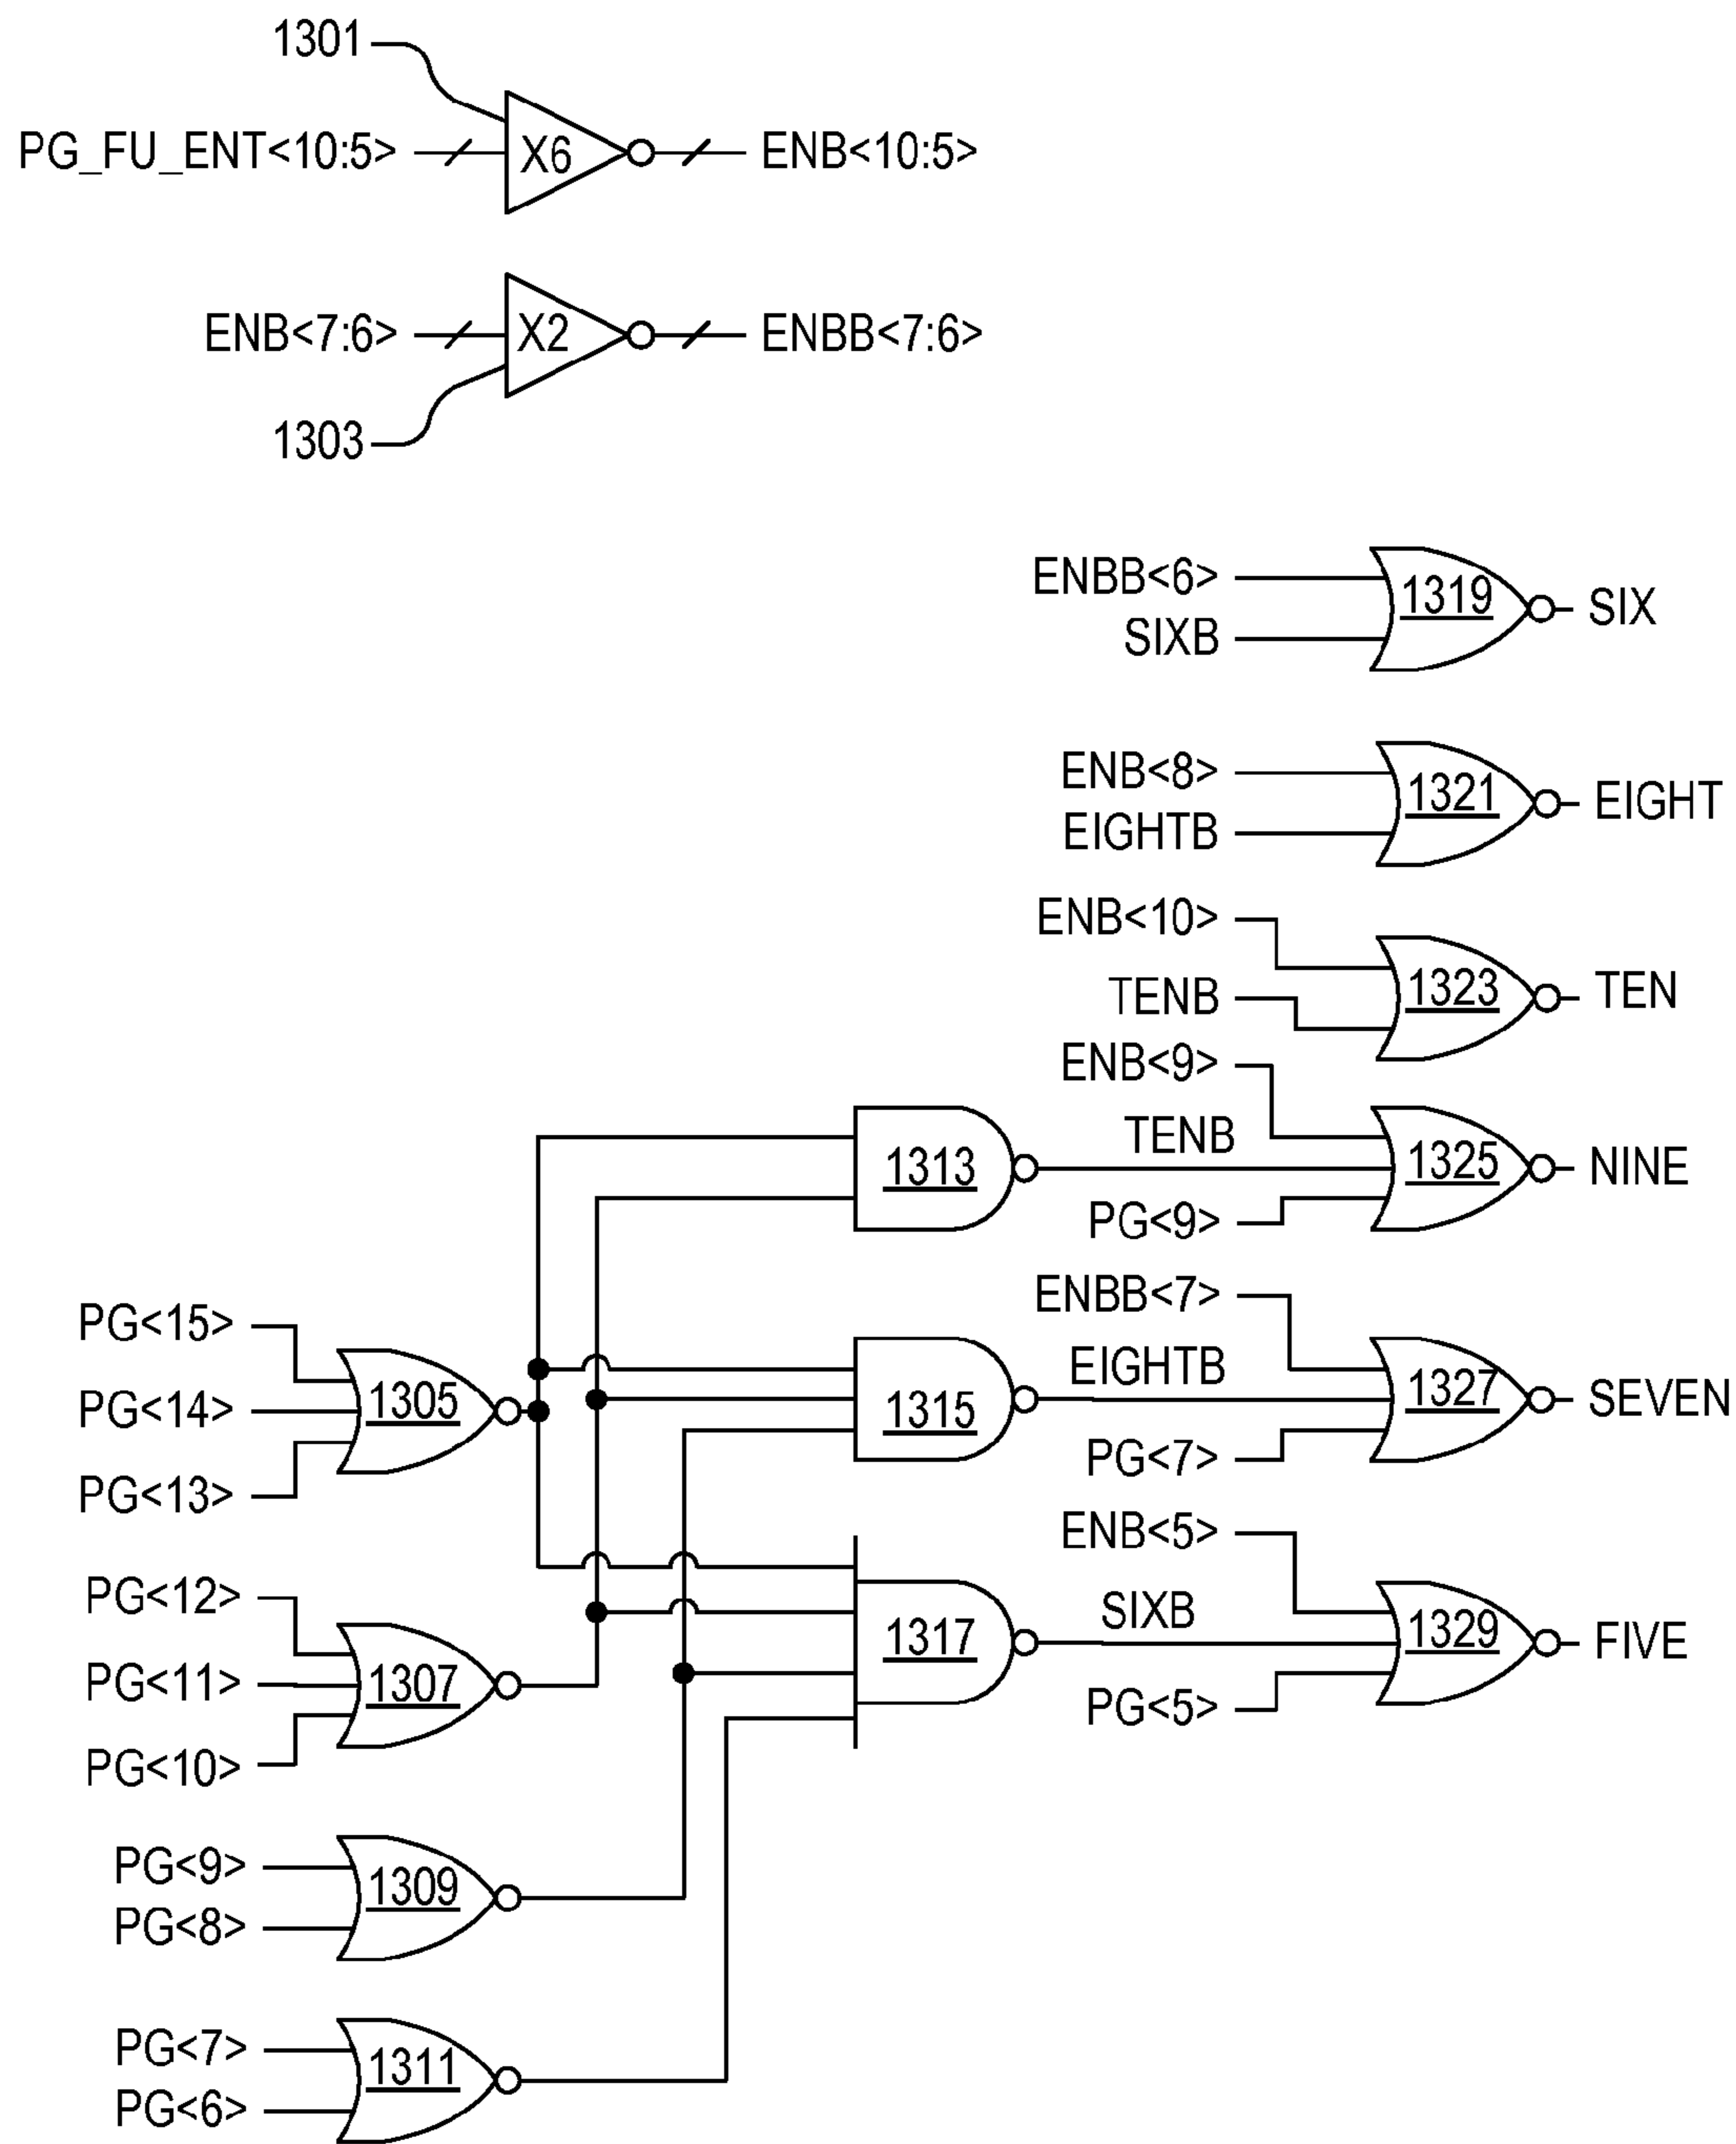 1301
PG_FU_ENT<10:5> X6 ENB<10:5>
ENB<7:6> X2 ENBB<7:6>
1303
ENBB<6> 1319 SIX
SIXB
ENB<8> 1321 EIGHT
EIGHTB
ENB<10>
TENB 1323 TEN
ENB<9>
TENB
1313 1325 NINE
PG<9>
ENBB<7>
PG<15>
EIGHTB
PG<14> 1305 1315 1327 SEVEN
PG<7>
PG<13>
ENB<5>
PG<12>
SIXB
1317 1329 FIVE
PG<11> 1307
PG<5>
PG<10>
PG<9> 1309
PG<8>
PG<7> 1311
PG<6>